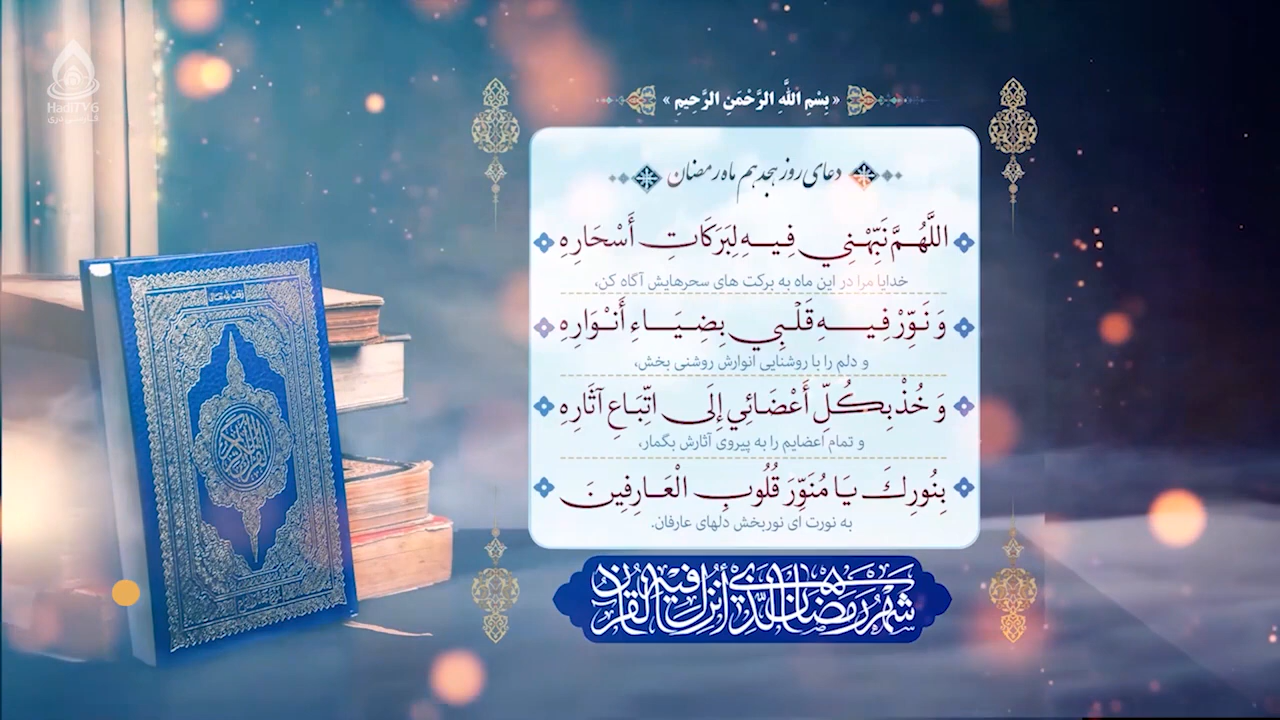 HadiTV6
فارسی دری
« بِسْمِ اللَّهِ الرَّحْمَنِ الرَّحِيمِ »
دعای روز هجدهم ماه رمضان
اللَّهُمَّ نَبِّهْنِي فِيهِ لِبَرَكَاتِ أَسْحَارِهِ
خدایا مرا در این ماه به برکت های سحرهایش آگاه کن،
وَ نَوِّرْ فِيهِ قَلْبِي بِضِيَاءِ أَنْوَارِهِ
و دلم را با روشنایی انوارش روشنی بخش،
وَ خُذْ بِكُلِّ أَعْضَائِي إِلَى اتِّبَاعِ آثَارِهِ
و تمام اعضایم را به پیروی آثارش بگمار،
بِنُورِكَ يَا مُنَوِّرَ قُلُوبِ الْعَارِفِينَ
به نورت ای نوربخش دلهای عارفان.
شَهْرُ رَمَضَانَ الَّذِي أُنْزِلَ فِيهِ الْقُرْآنُ